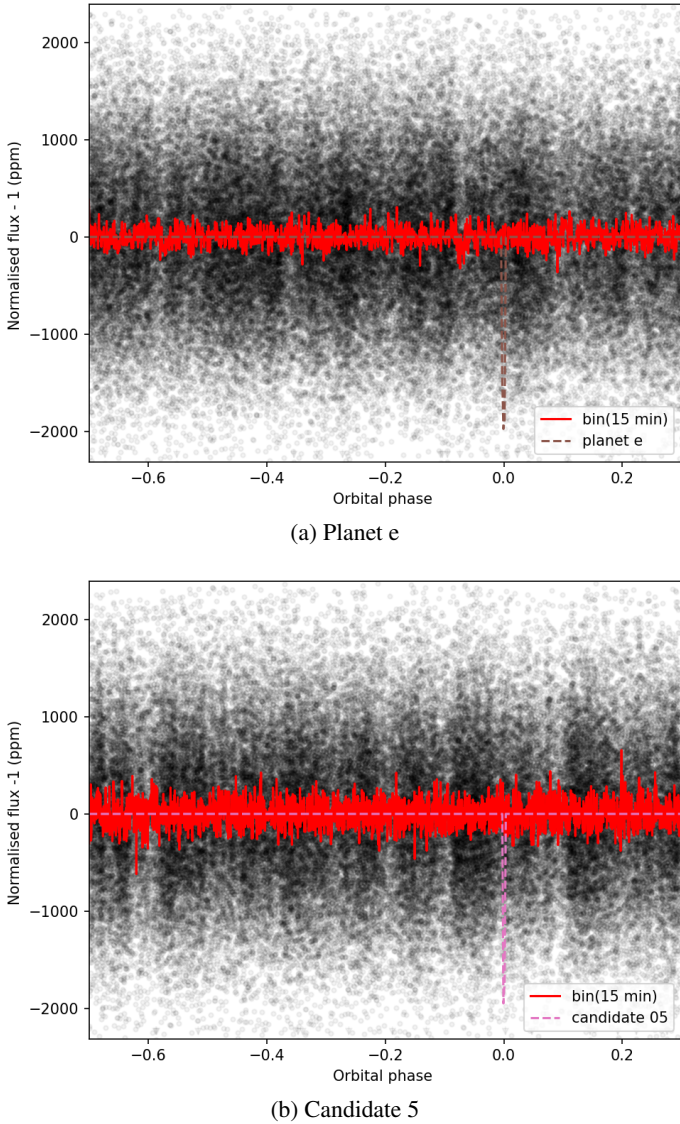 2000
1000
0
−1000
−2000
Normalised flux - 1 (ppm)
bin(15 min)
planet e
−0.6 −0.4 −0.2 0.0 0.2
Orbital phase
(a) Planet e
2000
1000
0
−1000
−2000
Normalised flux -1 (ppm)
bin(15 min)
candidate 05
−0.6 −0.4 −0.2 0.0 0.2
Orbital phase
(b) Candidate 5